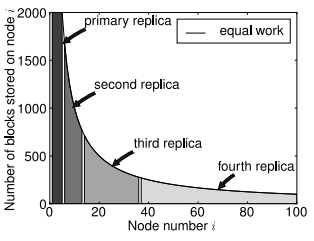 2000
1500
1000
500
0
Number of blocks stored on node i
primary replica
equal work
second replica
third replica
fourth replica
0 20 40 60 80 100
Node number i